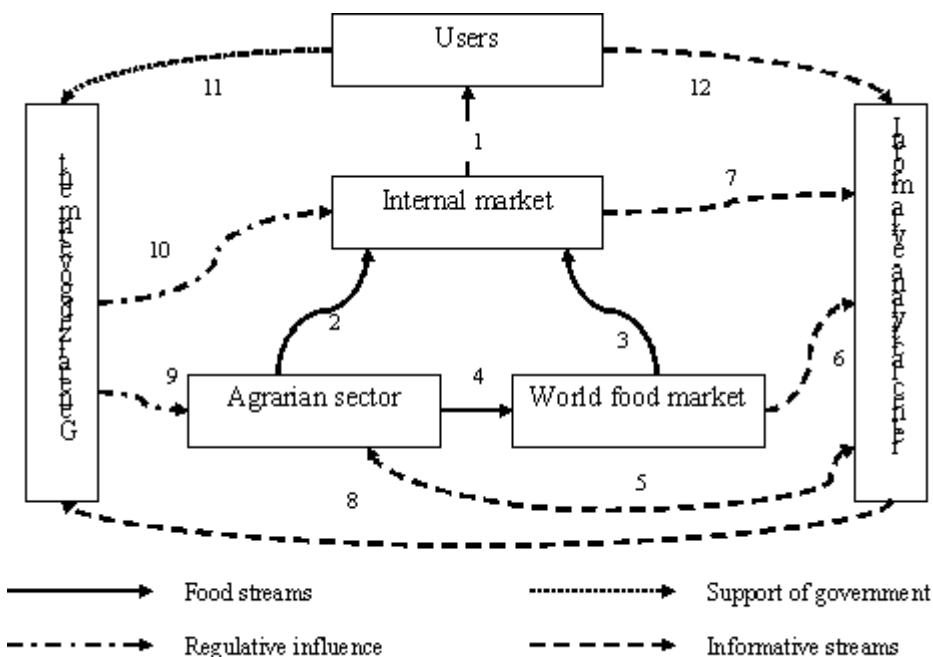 Users
11
12
1
Internal market
7
10
2
3
6
9
Agrarian sector
4
World food market
5
8
Food streams
Support of government
Regulative influence
Informative streams